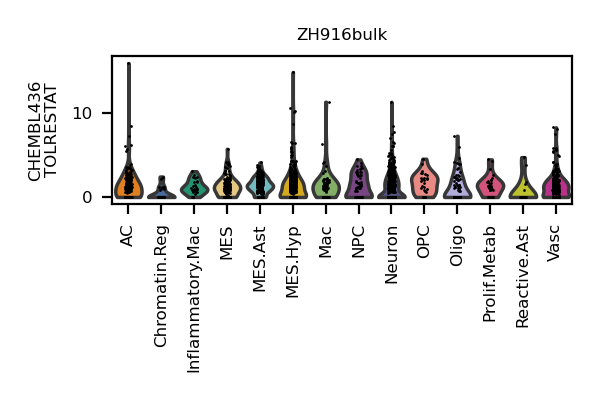 ZH916bulk
CHEMBL436
TOLRESTAT
10
0
AC
Chromatin.Reg
Inflammatory.Mac
MES
MES.Ast
MES.Hyp
Mac
NPC
Neuron
OPC
Oligo
Prolif.Metab
Reactive.Ast
Vasc